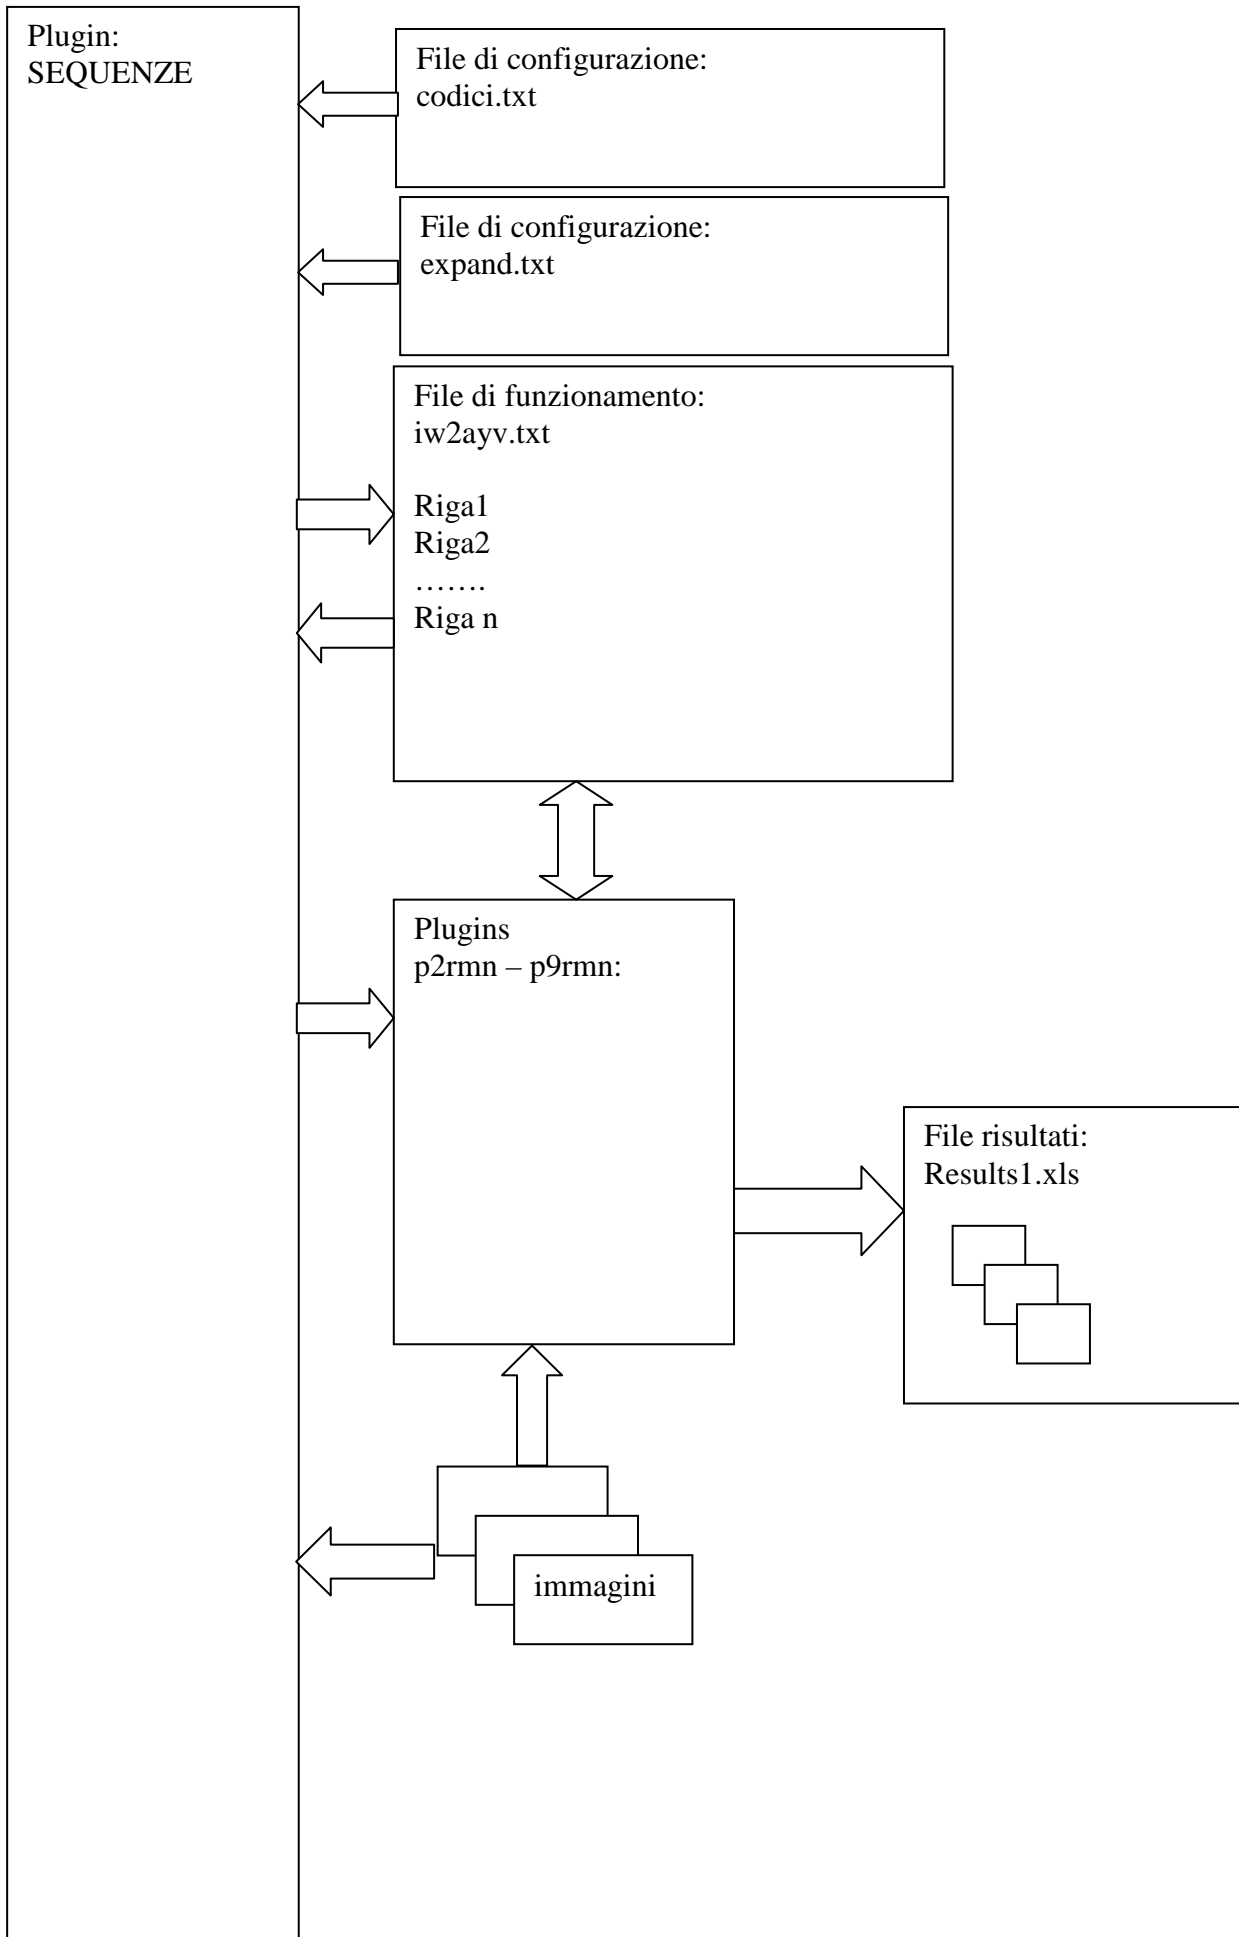 Plugin:
SEQUENZE
File di configurazione:
codici.txt
File di configurazione:
expand.txt
File di funzionamento:
iw2ayv.txt
Riga1
Riga2
…….
Riga n
Plugins
p2rmn – p9rmn:
File risultati:
Results1.xls
immagini